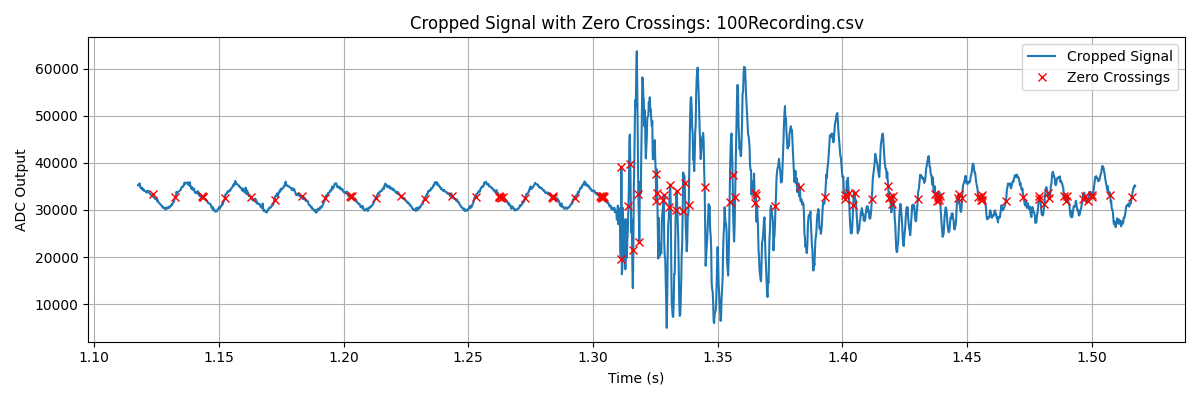 Cropped Signal with Zero Crossings: 100Recording.csv
Cropped Signal
Zero Crossings
ADC Output
60000
50000
40000
30000
20000
10000
1.10 1.15 1.20 1.25 1.30 1.35 1.40 1.45 1.50
Time (s)